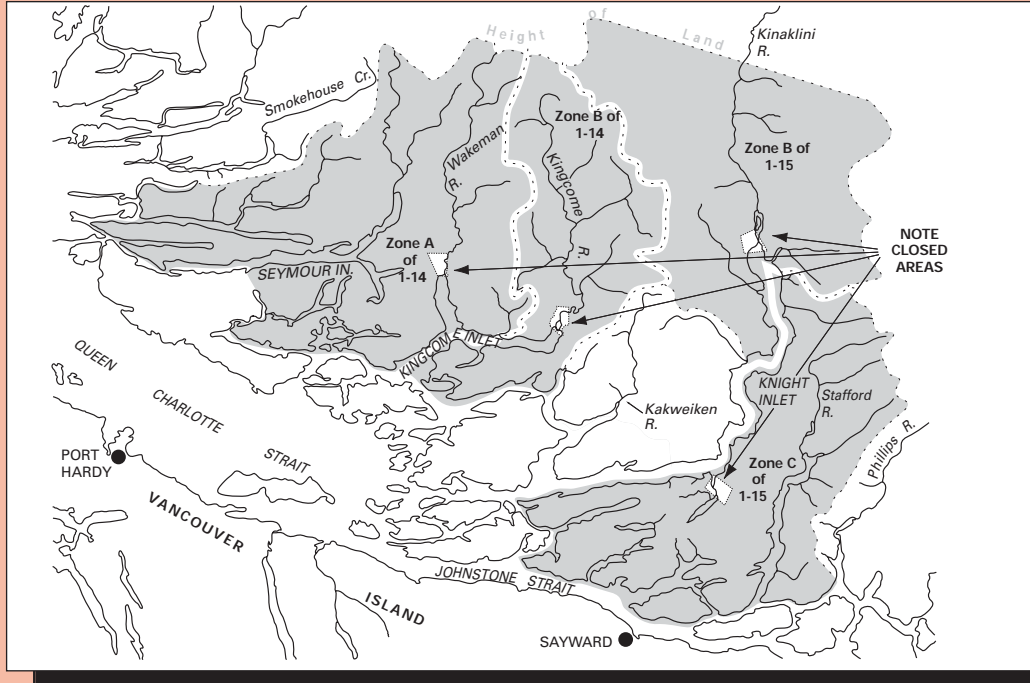 Height of Land
Kinaklini
R.
Smokehouse Cr.
Zone B of
1-14
Wakeman
R.
Kingcome
R.
Zone B of
1-15
NOTE
CLOSED
AREAS
Zone A
of
1-14
SEYMOUR IN.
KINGCOME INLET
QUEEN
CHARLOTTE
STRAIT
KNIGHT
INLET
Stafford
R.
Kakweiken
R.
Phillips R.
PORT
HARDY
Zone C
of
1-15
VANCOUVER
ISLAND
JOHNSTONE STRAIT
SAYWARD